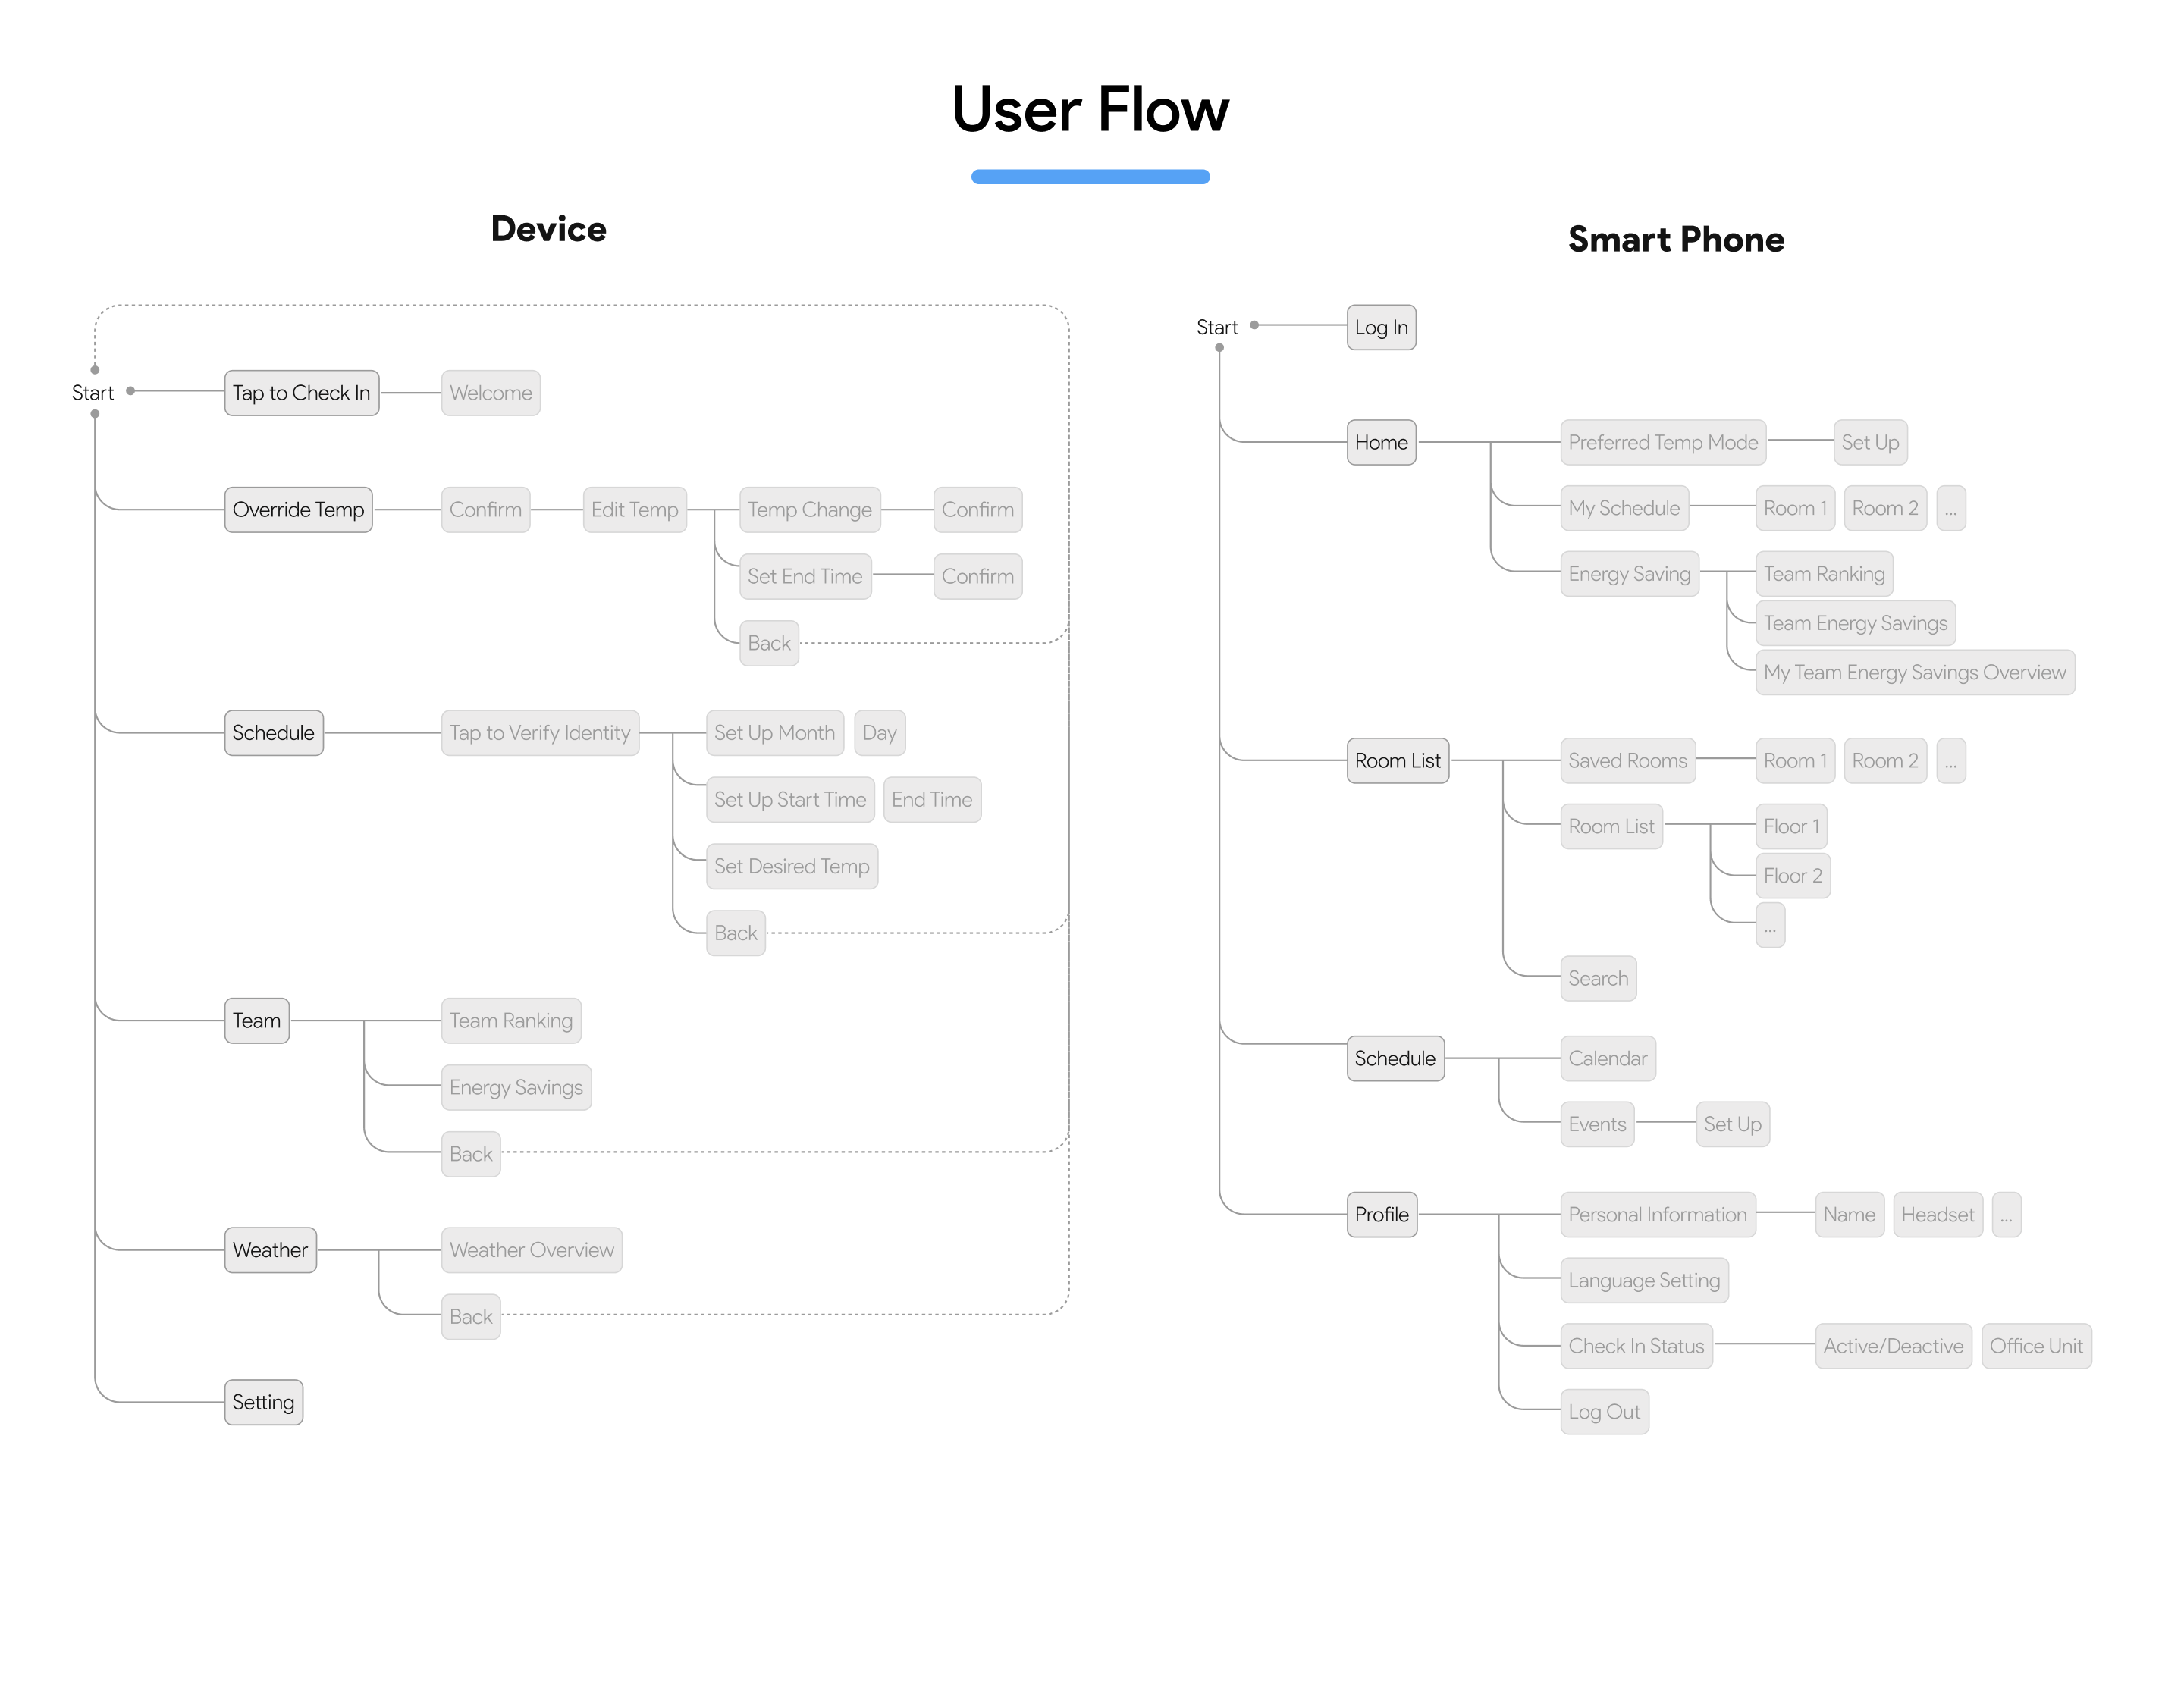 User Flow
Device
Start
Tap to Check In
Welcome
Override Temp
Confirm
Edit Temp
Temp Change
Confirm
Set End Time
Confirm
Back
Schedule
Tap to Verify Identity
Set Up Month
Day
Set Up Start Time
End Time
Set Desired Temp
Back
Team
Team Ranking
Energy Savings
Back
Weather
Weather Overview
Back
Setting
Smart Phone
Start
Log In
Home
Preferred Temp Mode
Set Up
My Schedule
Room 1
Room 2
...
Energy Saving
Team Ranking
Team Energy Savings
My Team Energy Savings Overview
Room List
Saved Rooms
Room 1
Room 2
...
Room List
Floor 1
Floor 2
...
Search
Schedule
Calendar
Events
Set Up
Profile
Personal Information
Name
Headset
...
Language Setting
Check In Status
Active/Deactive
Office Unit
Log Out